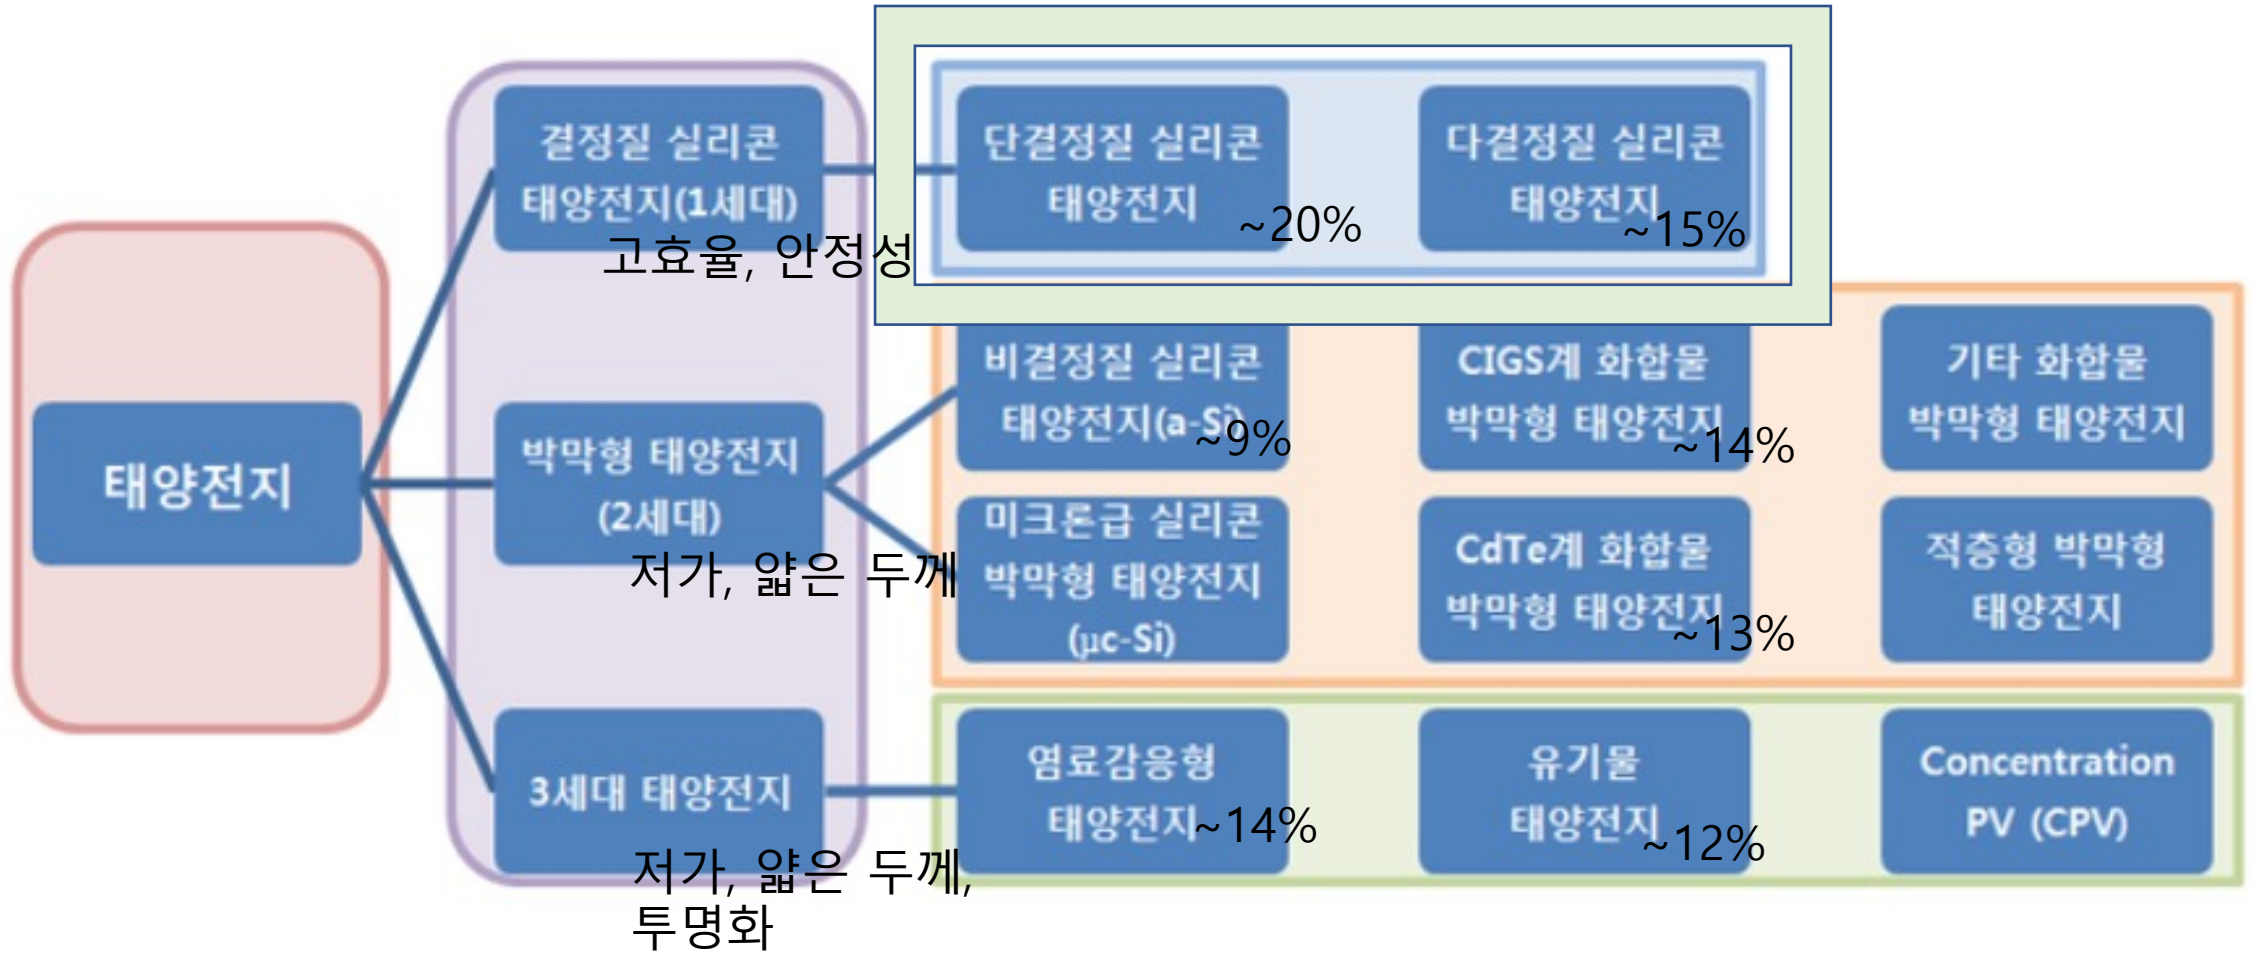 태양전지
결정질 실리콘
태양전지(1세대)
고효율, 안정성
단결정질 실리콘
태양전지
~20%
다결정질 실리콘
태양전지
~15%
박막형 태양전지
(2세대)
저가, 얇은 두께
비결정질 실리콘
태양전지(a-Si)
~9%
CIGS계 화합물
박막형 태양전지
~14%
기타 화합물
박막형 태양전지
미크론급 실리콘
박막형 태양전지
(μc-Si)
CdTe계 화합물
박막형 태양전지
~13%
적층형 박막형
태양전지
3세대 태양전지
저가, 얇은 두께,
투명화
염료감응형
태양전지
~14%
유기물
태양전지
~12%
Concentration
PV (CPV)